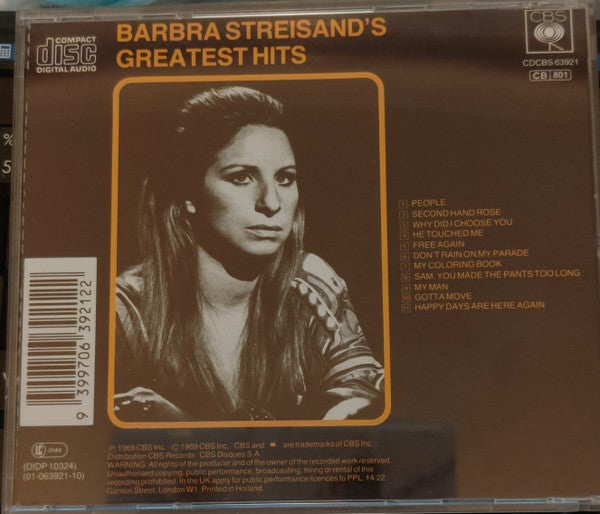 COMPACT
disc
DIGITAL AUDIO
BARBRA STREISAND'S
GREATEST HITS
CBS
CDCBS 63921
CB 801
%
5
1 PEOPLE
2 SECOND HAND ROSE
3 WHY DID I CHOOSE YOU
4 HE TOUCHED ME
5 FREE AGAIN
6 DON'T RAIN ON MY PARADE
7 MY COLORING BOOK
8 SAM, YOU MADE THE PANTS TOO LONG
9 MY MAN
10 GOTTA MOVE
11 HAPPY DAYS ARE HERE AGAIN
9 399706 392122
LC
(DIDP 10324)
(01-063921-10)
℗ 1969 CBS Inc. © 1969 CBS Inc. CBS and are trademarks of CBS Inc.
Distribution CBS Records CBS Disques S.A.
WARNING: All rights of the producer and of the owner of the recorded work reserved.
Unauthorised copying, public performance, broadcasting, hiring or rental of this
recording prohibited. In the UK apply for public performance licences to PPL, 14-22
Ganton Street, London W1. Printed in Holland.